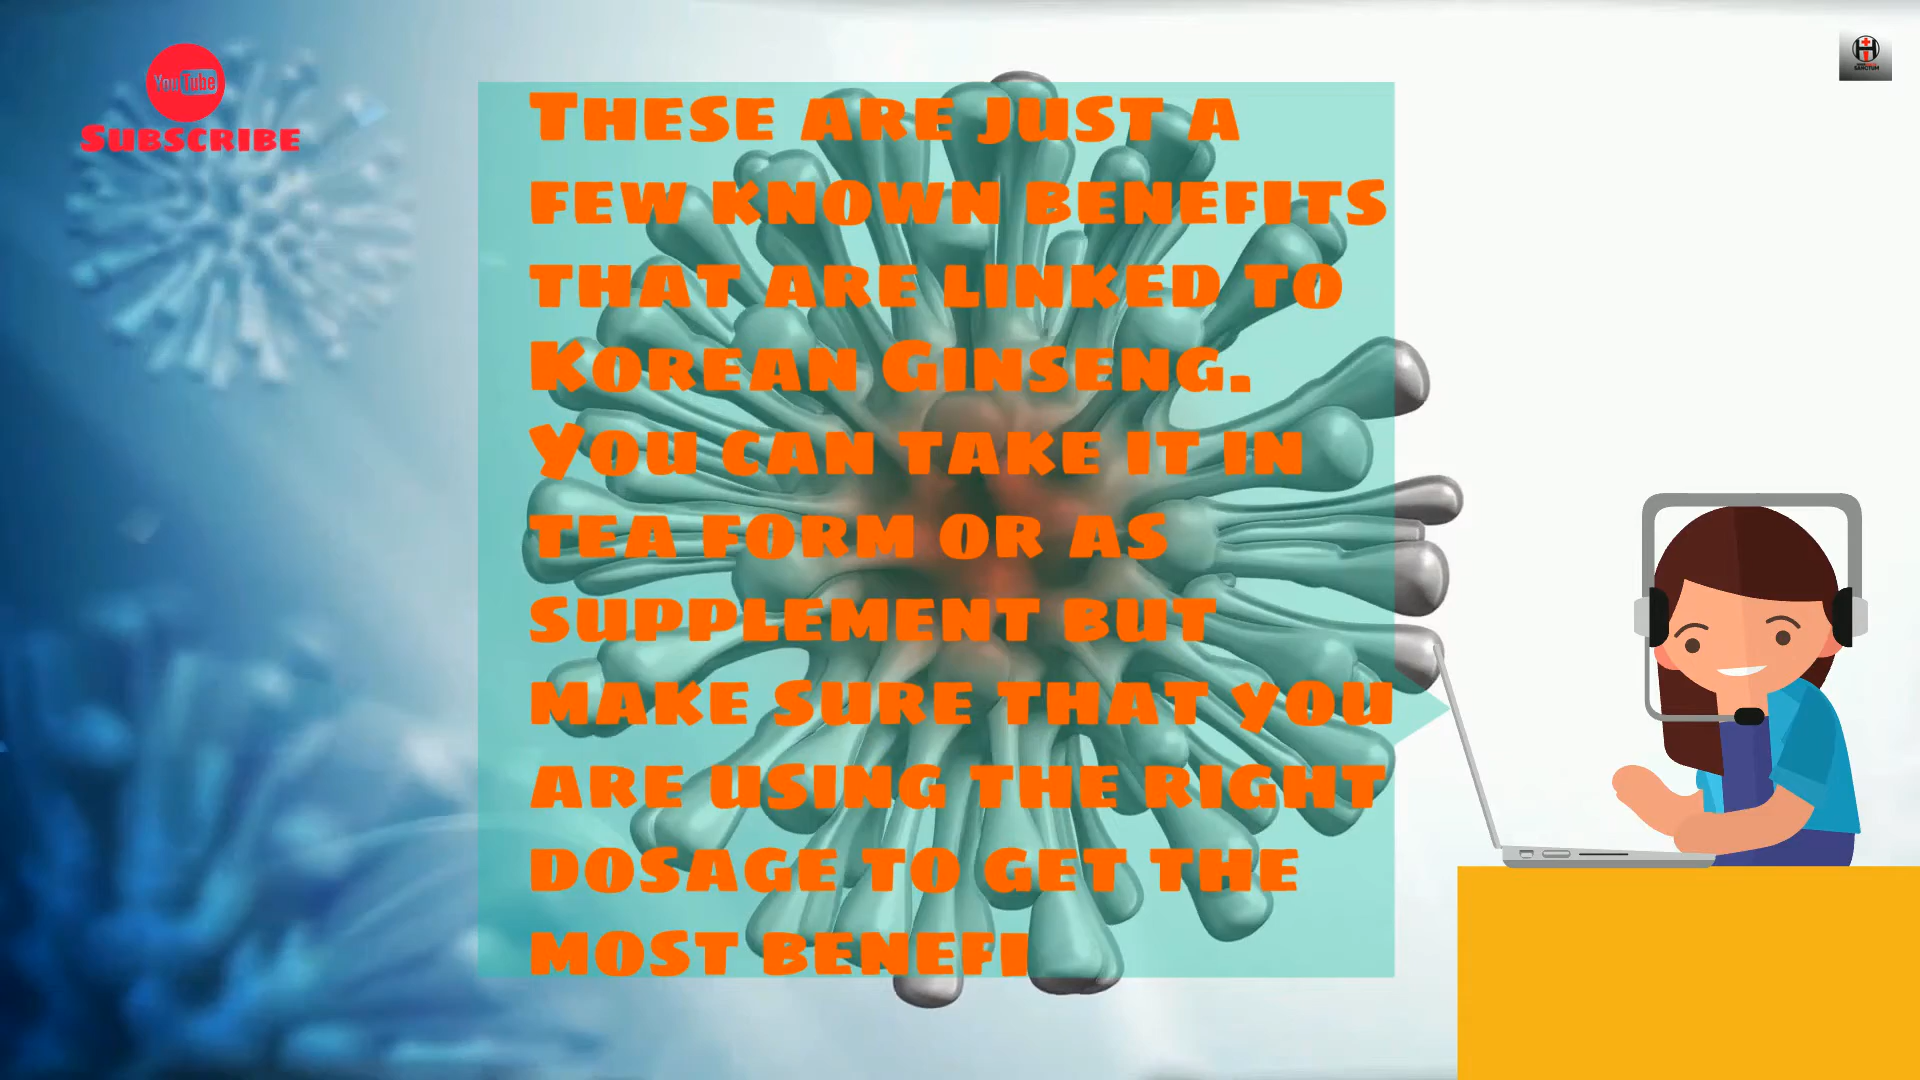 YouTube
Subscribe
These are just a
few known benefits
that are linked to
Korean Ginseng.
You can take it in
tea form or as
supplement but
make sure that you
are using the right
dosage to get the
most benefi
H
SANCTUM